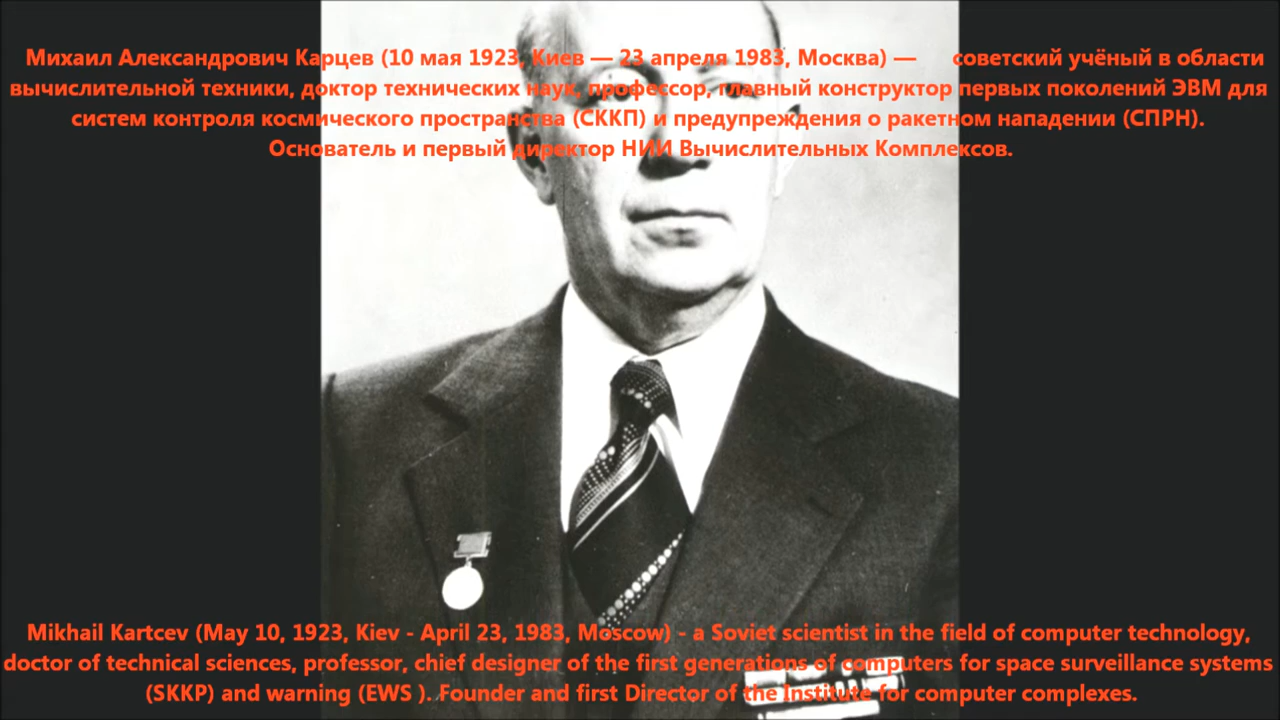 Михаил Александрович Карцев (10 мая 1923, Киев — 23 апреля 1983, Москва) — советский учёный в области
вычислительной техники, доктор технических наук, профессор, главный конструктор первых поколений ЭВМ для
систем контроля космического пространства (СККП) и предупреждения о ракетном нападении (СПРН).
Основатель и первый директор НИИ Вычислительных Комплексов.
Mikhail Kartcev (May 10, 1923, Kiev - April 23, 1983, Moscow) - a Soviet scientist in the field of computer technology,
doctor of technical sciences, professor, chief designer of the first generations of computers for space surveillance systems
(SKKP) and warning (EWS ). Founder and first Director of the Institute for computer complexes.